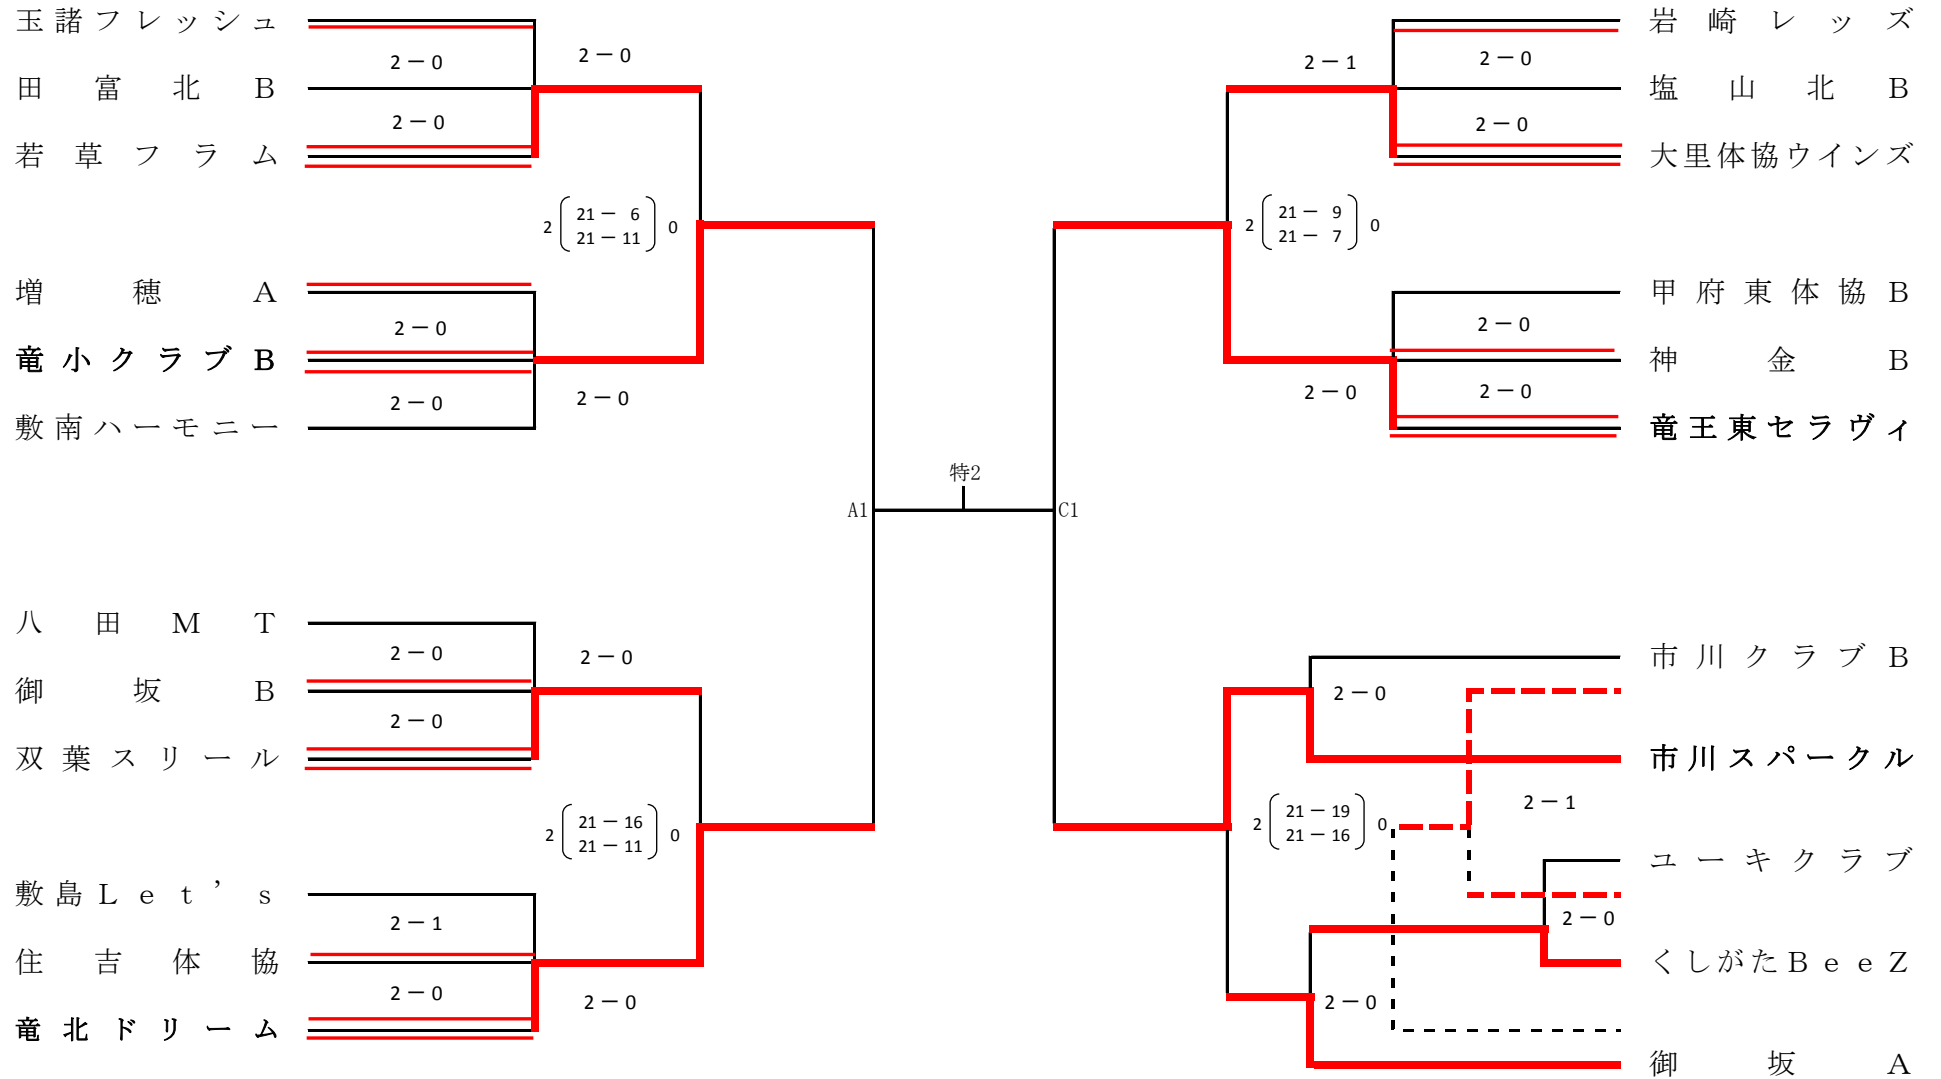 玉諸フレッシュ
2－0
2－0
田富北B
2－0
若草フラム
2 21－ 6 0
21－11
増穂A
2－0
竜小クラブB
2－0
2－0
敷南ハーモニー
八田MT
2－0
2－0
御坂B
2－0
双葉スリール
2 21－16 0
21－11
敷島Let’s
2－1
住吉体協
2－0
2－0
竜北ドリーム
特2
A1
C1
岩崎レッズ
2－1
2－0
塩山北B
2－0
大里体協ウインズ
2 21－ 9 0
21－ 7
甲府東体協B
2－0
神金B
2－0
2－0
竜王東セラヴィ
市川クラブB
2－0
市川スパークル
2－1
2 21－19 0
21－16
ユーキクラブ
2－0
くしがたBeeZ
2－0
御坂A